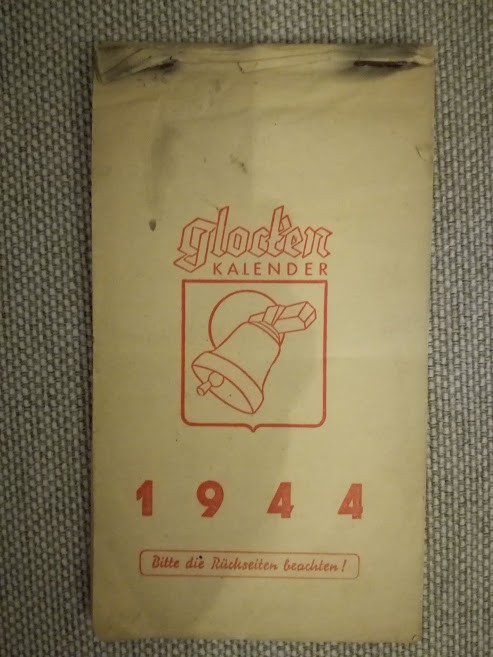 Glocken
KALENDER
1944
Bitte die Rückseiten beachten!